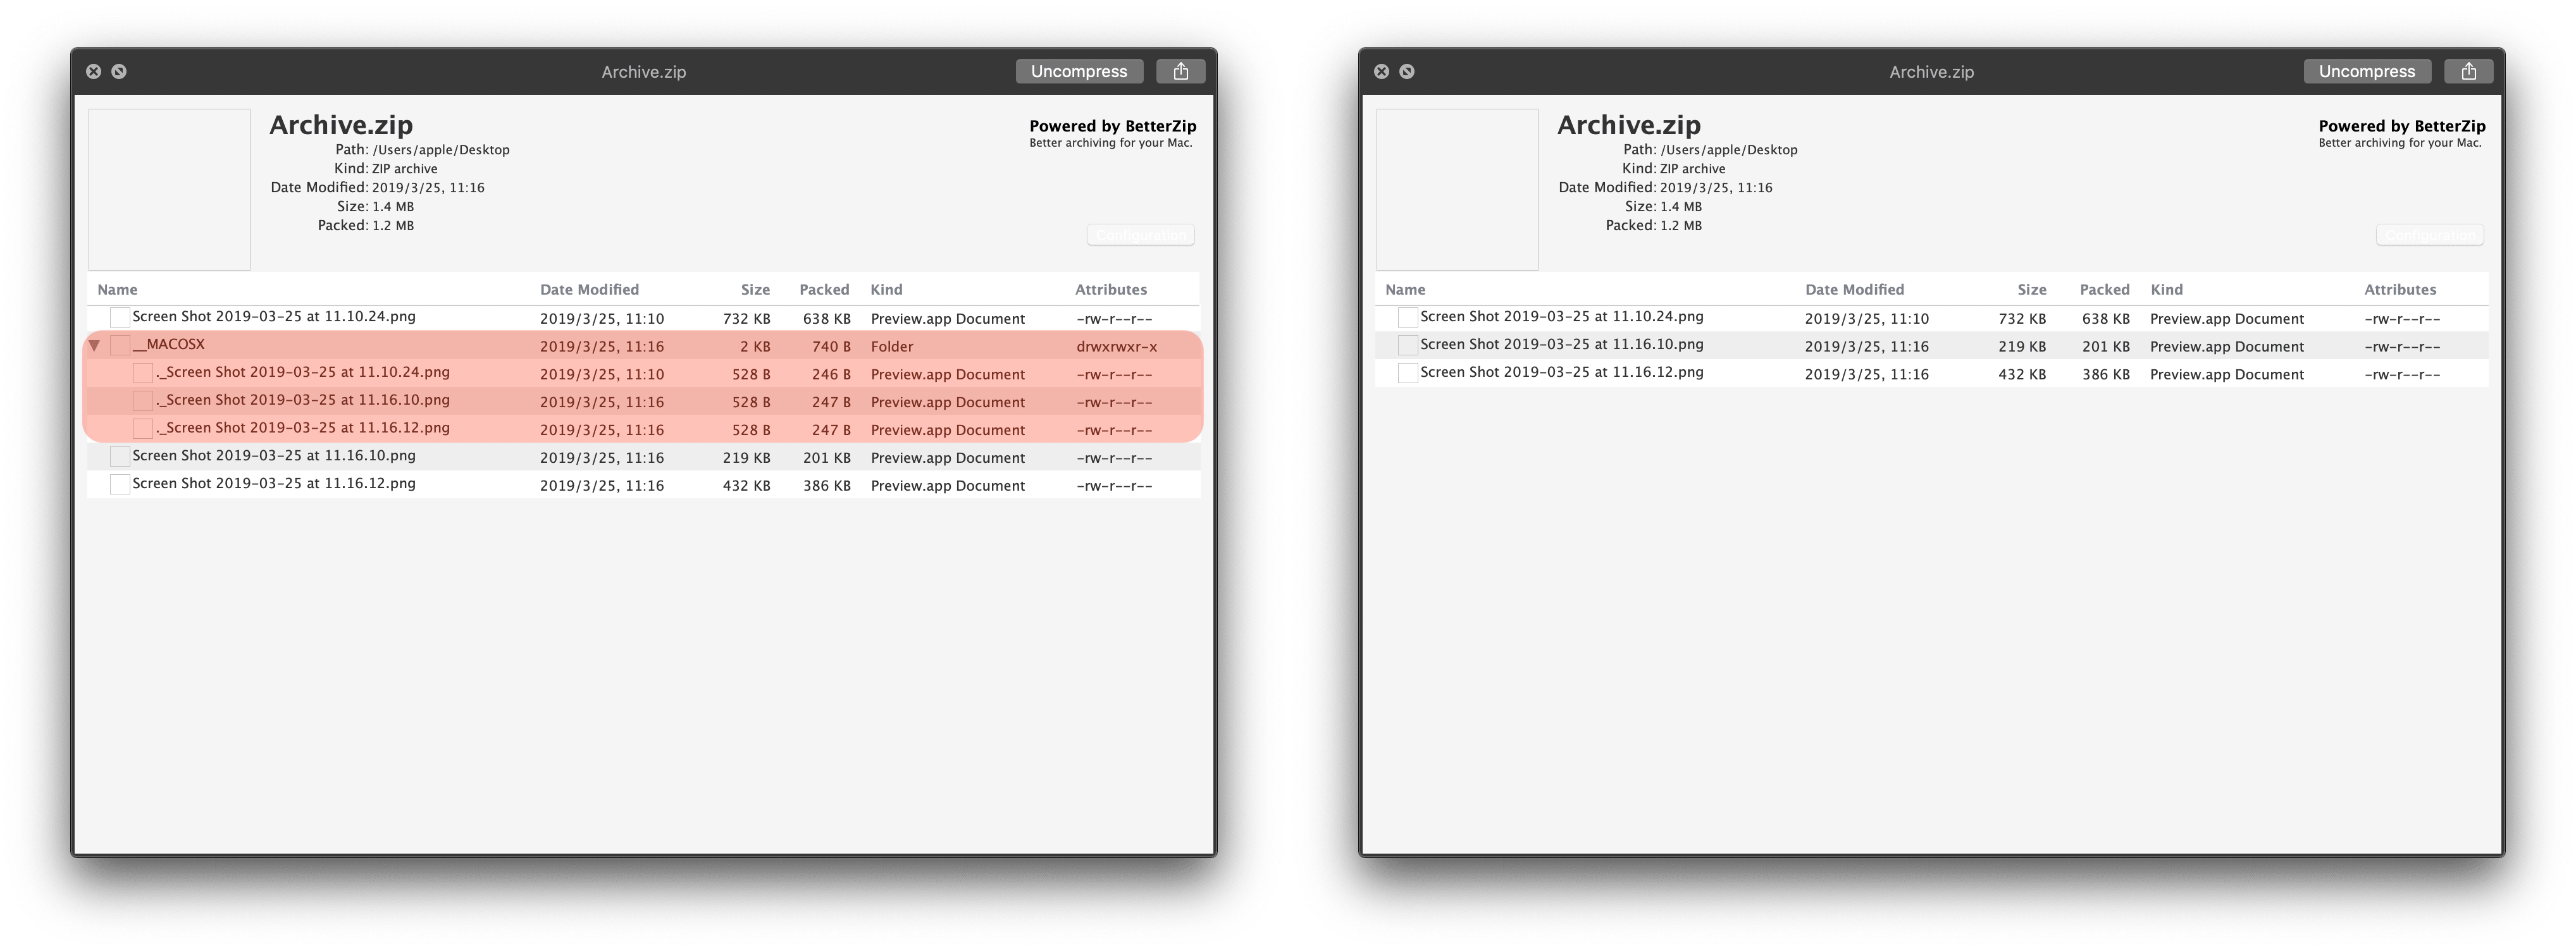 Archive.zip
Uncompress
Archive.zip
Powered by BetterZip
Better archiving for your Mac.
Path: /Users/apple/Desktop
Kind: ZIP archive
Date Modified: 2019/3/25, 11:16
Size: 1.4 MB
Packed: 1.2 MB
Configuration
Name Date Modified Size Packed Kind Attributes
Screen Shot 2019-03-25 at 11.10.24.png 2019/3/25, 11:10 732 KB 638 KB Preview.app Document -rw-r--r--
__MACOSX 2019/3/25, 11:16 2 KB 740 B Folder drwxrwxr-x
._Screen Shot 2019-03-25 at 11.10.24.png 2019/3/25, 11:10 528 B 246 B Preview.app Document -rw-r--r--
._Screen Shot 2019-03-25 at 11.16.10.png 2019/3/25, 11:16 528 B 247 B Preview.app Document -rw-r--r--
._Screen Shot 2019-03-25 at 11.16.12.png 2019/3/25, 11:16 528 B 247 B Preview.app Document -rw-r--r--
Screen Shot 2019-03-25 at 11.16.10.png 2019/3/25, 11:16 219 KB 201 KB Preview.app Document -rw-r--r--
Screen Shot 2019-03-25 at 11.16.12.png 2019/3/25, 11:16 432 KB 386 KB Preview.app Document -rw-r--r--
Archive.zip
Uncompress
Archive.zip
Powered by BetterZip
Better archiving for your Mac.
Path: /Users/apple/Desktop
Kind: ZIP archive
Date Modified: 2019/3/25, 11:16
Size: 1.4 MB
Packed: 1.2 MB
Configuration
Name Date Modified Size Packed Kind Attributes
Screen Shot 2019-03-25 at 11.10.24.png 2019/3/25, 11:10 732 KB 638 KB Preview.app Document -rw-r--r--
Screen Shot 2019-03-25 at 11.16.10.png 2019/3/25, 11:16 219 KB 201 KB Preview.app Document -rw-r--r--
Screen Shot 2019-03-25 at 11.16.12.png 2019/3/25, 11:16 432 KB 386 KB Preview.app Document -rw-r--r--